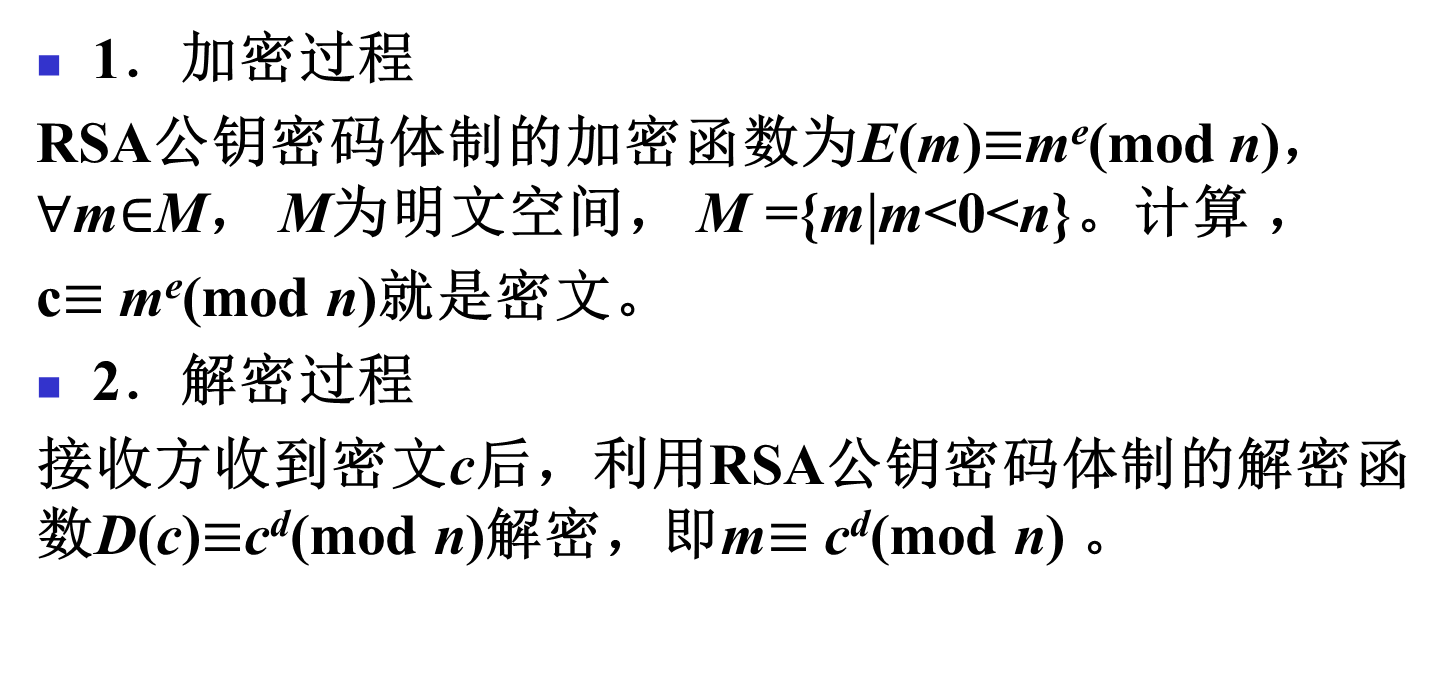 ■ 1．加密过程
RSA公钥密码体制的加密函数为E(m)≡mᵉ(mod n)，
∀m∈M， M为明文空间， M ={m|m<0<n}。计算 ，
c≡ mᵉ(mod n)就是密文。
■ 2．解密过程
接收方收到密文c后，利用RSA公钥密码体制的解密函
数D(c)≡cᵈ(mod n)解密，即m≡ cᵈ(mod n) 。